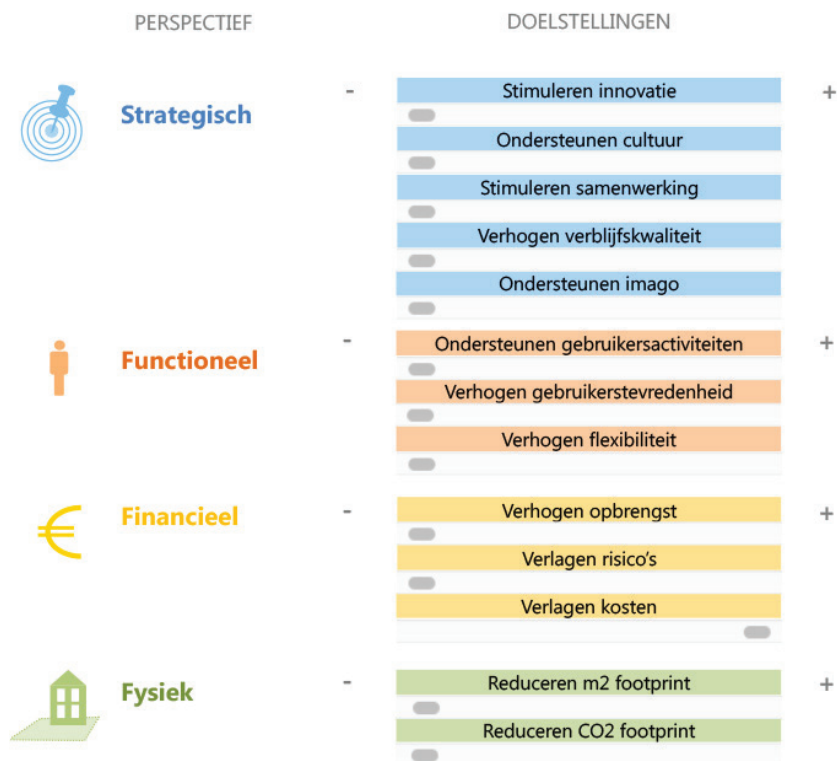 PERSPECTIEF
DOELSTELLINGEN
Strategisch
-
Stimuleren innovatie
+
Ondersteunen cultuur
Stimuleren samenwerking
Verhogen verblijfskwaliteit
Ondersteunen imago
Functioneel
-
Ondersteunen gebruikersactiviteiten
+
Verhogen gebruikerstevredenheid
Verhogen flexibiliteit
Financieel
-
Verhogen opbrengst
+
Verlagen risico's
Verlagen kosten
Fysiek
-
Reduceren m2 footprint
+
Reduceren CO2 footprint